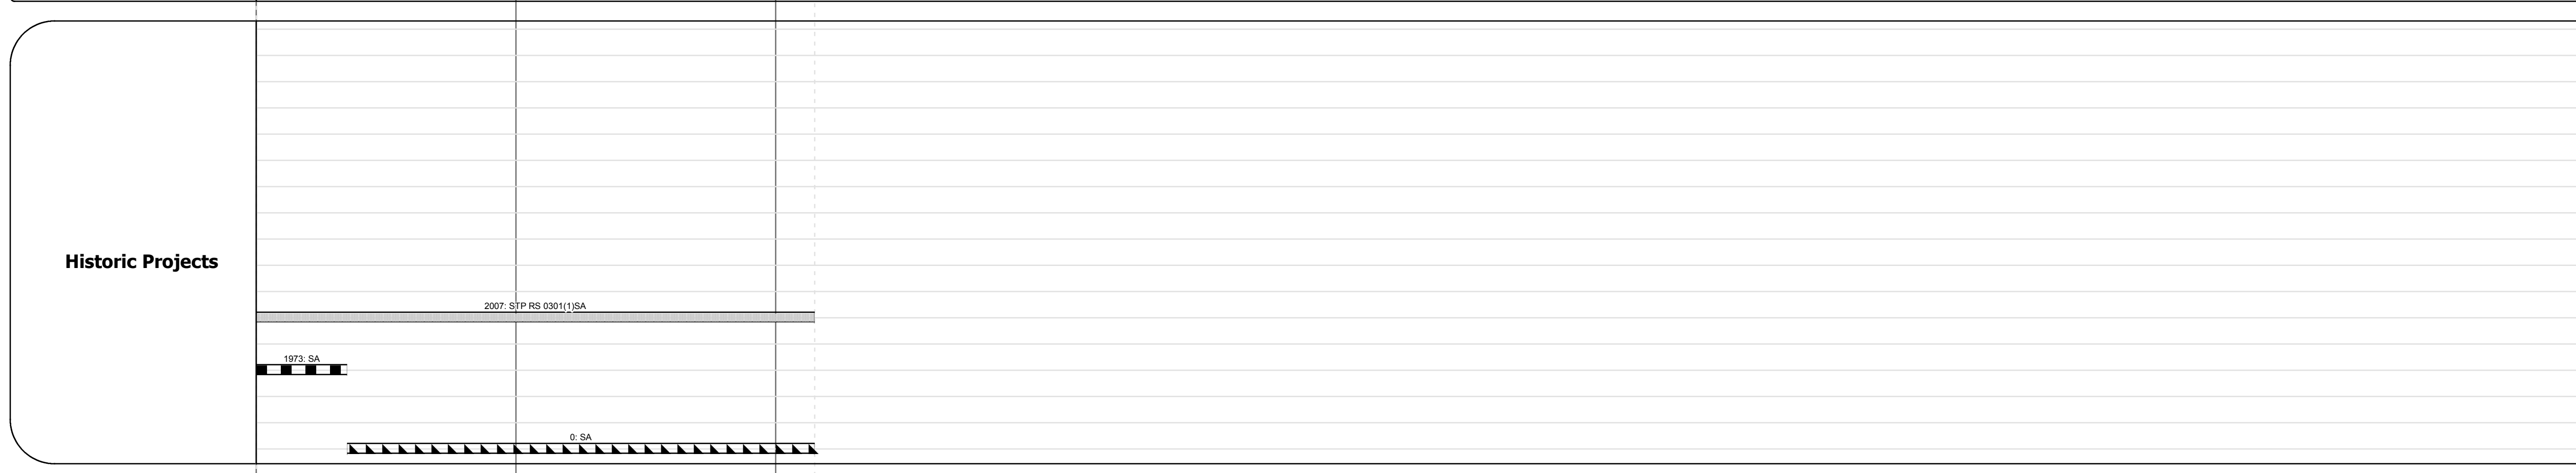 Historic Projects
2007: STP RS 0301(1)SA
1973: SA
0: SA